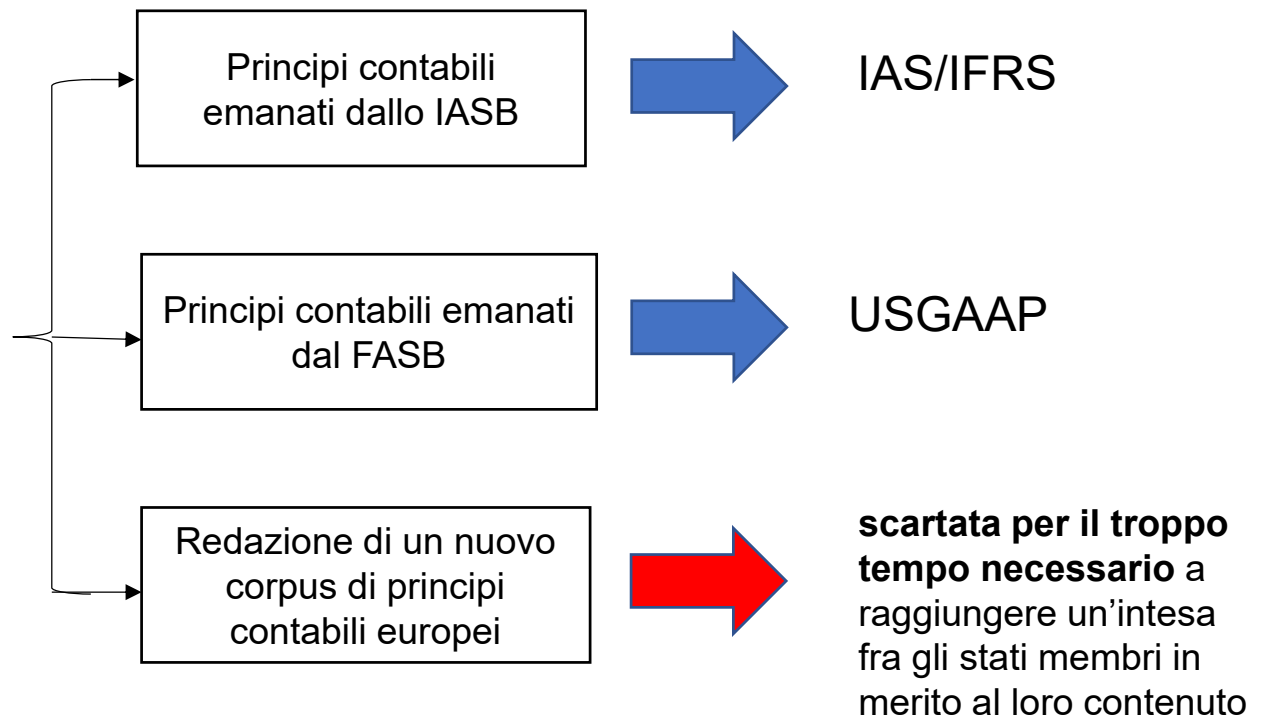 Principi contabili
emanati dallo IASB
IAS/IFRS
Principi contabili emanati
dal FASB
USGAAP
Redazione di un nuovo
corpus di principi
contabili europei
scartata per il troppo
tempo necessario a
raggiungere un’intesa
fra gli stati membri in
merito al loro contenuto